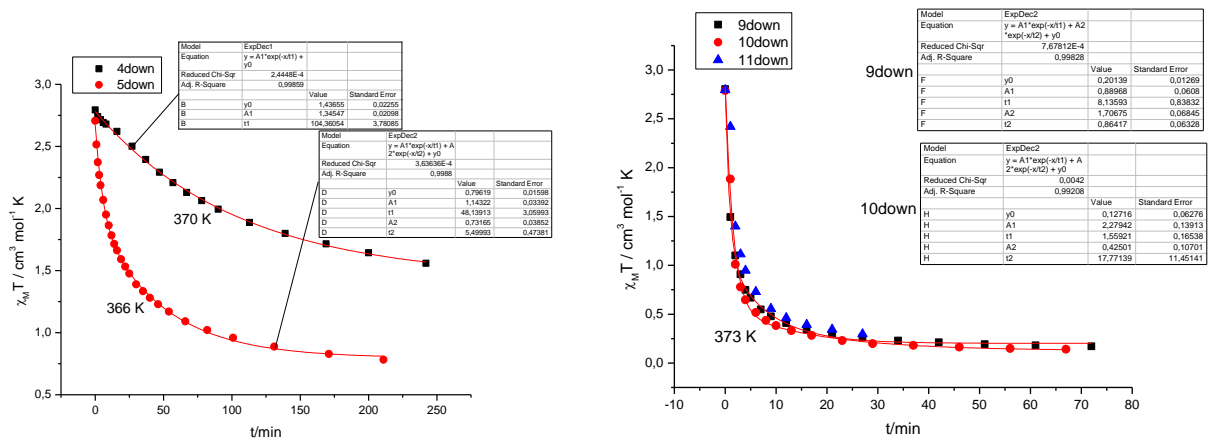 4down
5down
Model ExpDec1
Equation y = A1*exp(-x/t1) +
y0
Reduced Chi-Sqr 2,4448E-4
Adj. R-Square 0,99859
Value Standard Error
B y0 1,43655 0,02255
B A1 1,34547 0,02098
B t1 104,36054 3,78085
Model ExpDec2
Equation y = A1*exp(-x/t1) + A
2*exp(-x/t2) + y0
Reduced Chi-Sqr 3,63636E-4
Adj. R-Square 0,9988
Value Standard Error
D y0 0,79619 0,01598
D A1 1,14322 0,03392
D t1 48,13913 3,05993
D A2 0,73165 0,03852
D t2 5,49993 0,47381
3,0
2,5
2,0
1,5
1,0
0,5
χMT / cm3 mol-1 K
370 K
366 K
0 50 100 150 200 250
t/min
9down
10down
11down
9down
Model ExpDec2
Equation y = A1*exp(-x/t1) + A2
*exp(-x/t2) + y0
Reduced Chi-Sqr 7,67812E-4
Adj. R-Square 0,99828
Value Standard Error
F y0 0,20139 0,01269
F A1 0,88968 0,0608
F t1 8,13593 0,83832
F A2 1,70675 0,06845
F t2 0,86417 0,06328
10down
Model ExpDec2
Equation y = A1*exp(-x/t1) + A
2*exp(-x/t2) + y0
Reduced Chi-Sqr 0,0042
Adj. R-Square 0,99208
Value Standard Error
H y0 0,12716 0,06276
H A1 2,27942 0,13913
H t1 1,55921 0,16538
H A2 0,42501 0,10701
H t2 17,77139 11,45141
3,0
2,5
2,0
1,5
1,0
0,5
0,0
χMT / cm3 mol-1 K
373 K
-10 0 10 20 30 40 50 60 70 80
t/min